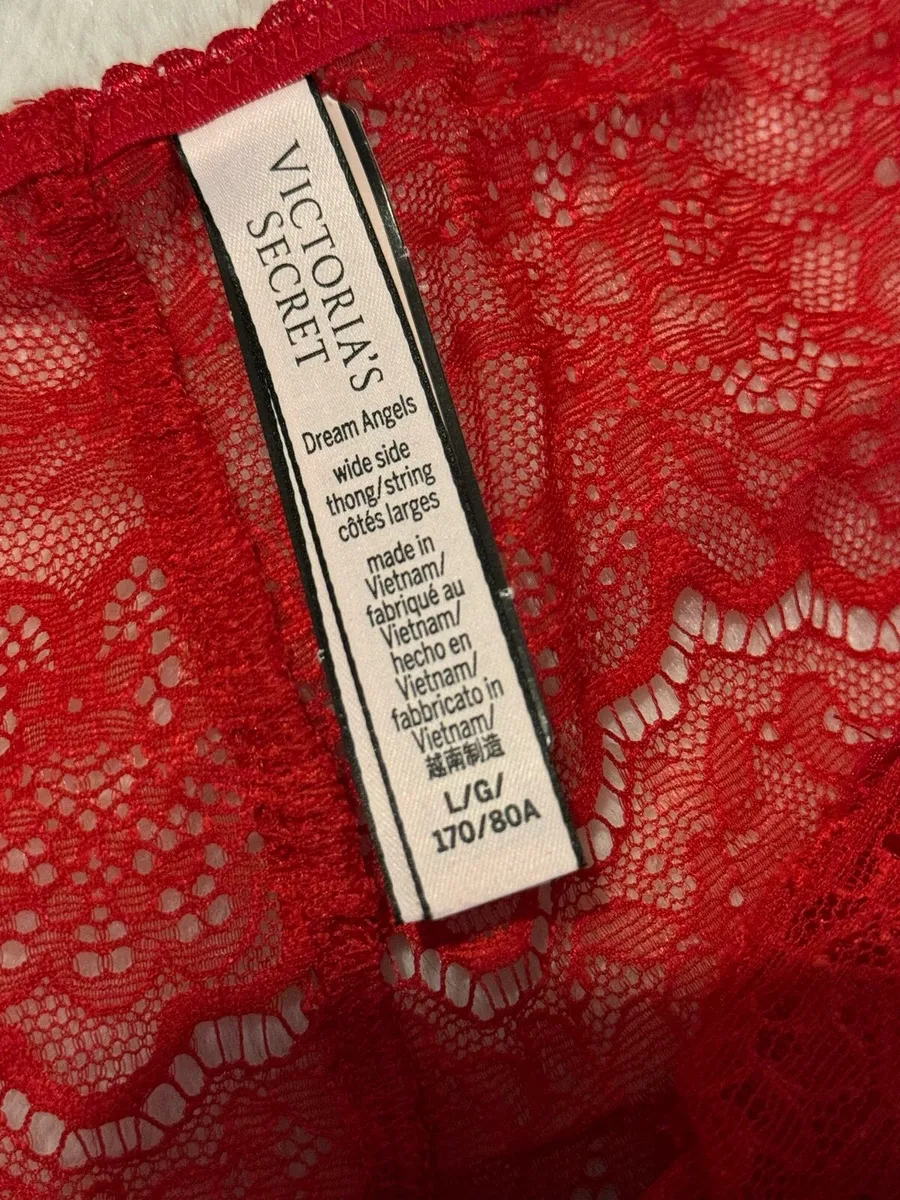 VICTORIA'S
SECRET
Dream Angels
wide side
thong/string
côtés larges
made in
Vietnam/
fabriqué au
Vietnam/
hecho en
Vietnam/
fabbricato in
Vietnam/
越南制造
L/G/
170/80A